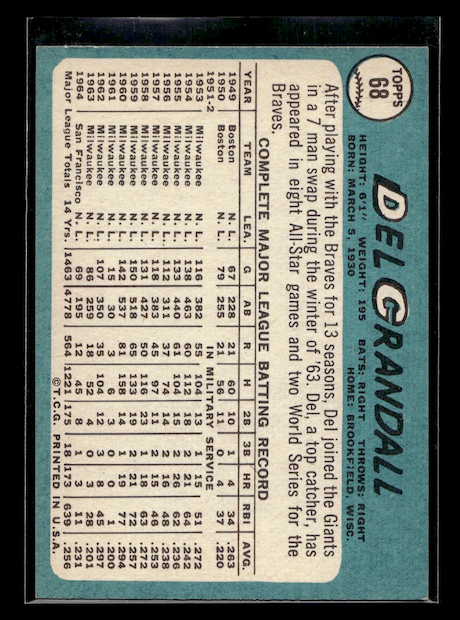 TOPPS
68
DEL CRANDALL
HEIGHT: 6'1" WEIGHT: 195 BATS: RIGHT THROWS: RIGHT
BORN: MARCH 5, 1930 HOME: BROOKFIELD, WISC.
After playing with the Braves for 13 seasons, Del joined the Giants
in a 7 man swap during the winter of '63. Del, a top catcher, has
appeared in eight All-Star games and two World Series for the
Braves.
COMPLETE MAJOR LEAGUE BATTING RECORD
YEAR TEAM LEA. G AB R H 2B 3B HR RBI AVG.
1949 Boston N. L. 67 228 21 60 10 1 4 34 .263
1950 Boston N. L. 79 255 21 56 11 0 4 37 .220
1951-2 IN MILITARY SERVICE
1953 Milwaukee N. L. 116 382 55 104 13 1 15 51 .272
1954 Milwaukee N. L. 138 463 60 112 18 2 21 64 .242
1955 Milwaukee N. L. 133 440 61 104 15 2 26 62 .236
1956 Milwaukee N. L. 112 311 37 74 14 2 16 48 .238
1957 Milwaukee N. L. 118 383 45 97 11 2 15 46 .253
1958 Milwaukee N. L. 131 427 50 116 23 0 18 63 .272
1959 Milwaukee N. L. 150 518 65 133 19 2 21 72 .257
1960 Milwaukee N. L. 142 537 81 158 14 1 19 77 .294
1961 Milwaukee N. L. 15 30 3 6 3 0 0 1 .200
1962 Milwaukee N. L. 107 350 35 104 12 3 8 45 .297
1963 Milwaukee N. L. 86 259 18 52 4 0 3 28 .201
1964 San Francisco N. L. 69 195 12 45 8 1 3 11 .231
Major League Totals 14 Yrs. 1463 4778 564 1221 175 18 173 639 .256
©T.C.G. PRINTED IN U.S.A.